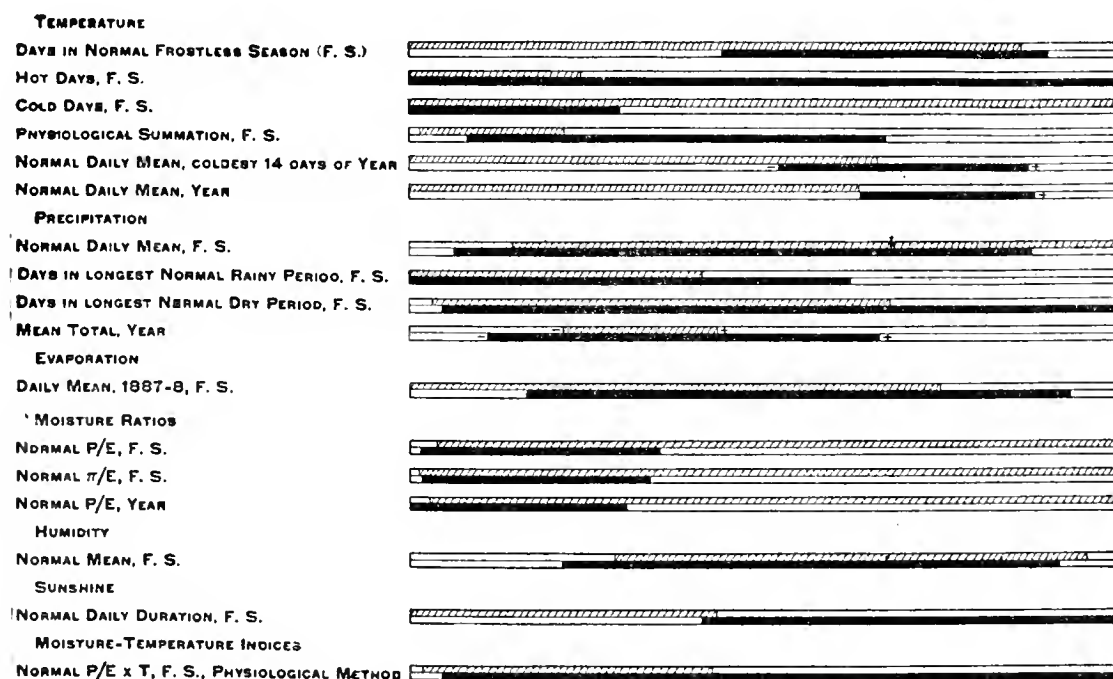 TEMPERATURE
DAYS IN NORMAL FROSTLESS SEASON (F. S.)
HOT DAYS, F. S.
COLD DAYS, F. S.
PHYSIOLOGICAL SUMMATION, F. S.
NORMAL DAILY MEAN, COLDEST 14 DAYS OF YEAR
NORMAL DAILY MEAN, YEAR
PRECIPITATION
NORMAL DAILY MEAN, F. S.
DAYS IN LONGEST NORMAL RAINY PERIOD, F. S.
DAYS IN LONGEST NORMAL DRY PERIOD, F. S.
MEAN TOTAL, YEAR
EVAPORATION
DAILY MEAN, 1887-8, F. S.
MOISTURE RATIOS
NORMAL P/E, F. S.
NORMAL π/E, F. S.
NORMAL P/E, YEAR
HUMIDITY
NORMAL MEAN, F. S.
SUNSHINE
NORMAL DAILY DURATION, F. S.
MOISTURE-TEMPERATURE INDICES
NORMAL P/E x T, F. S., PHYSIOLOGICAL METHOD